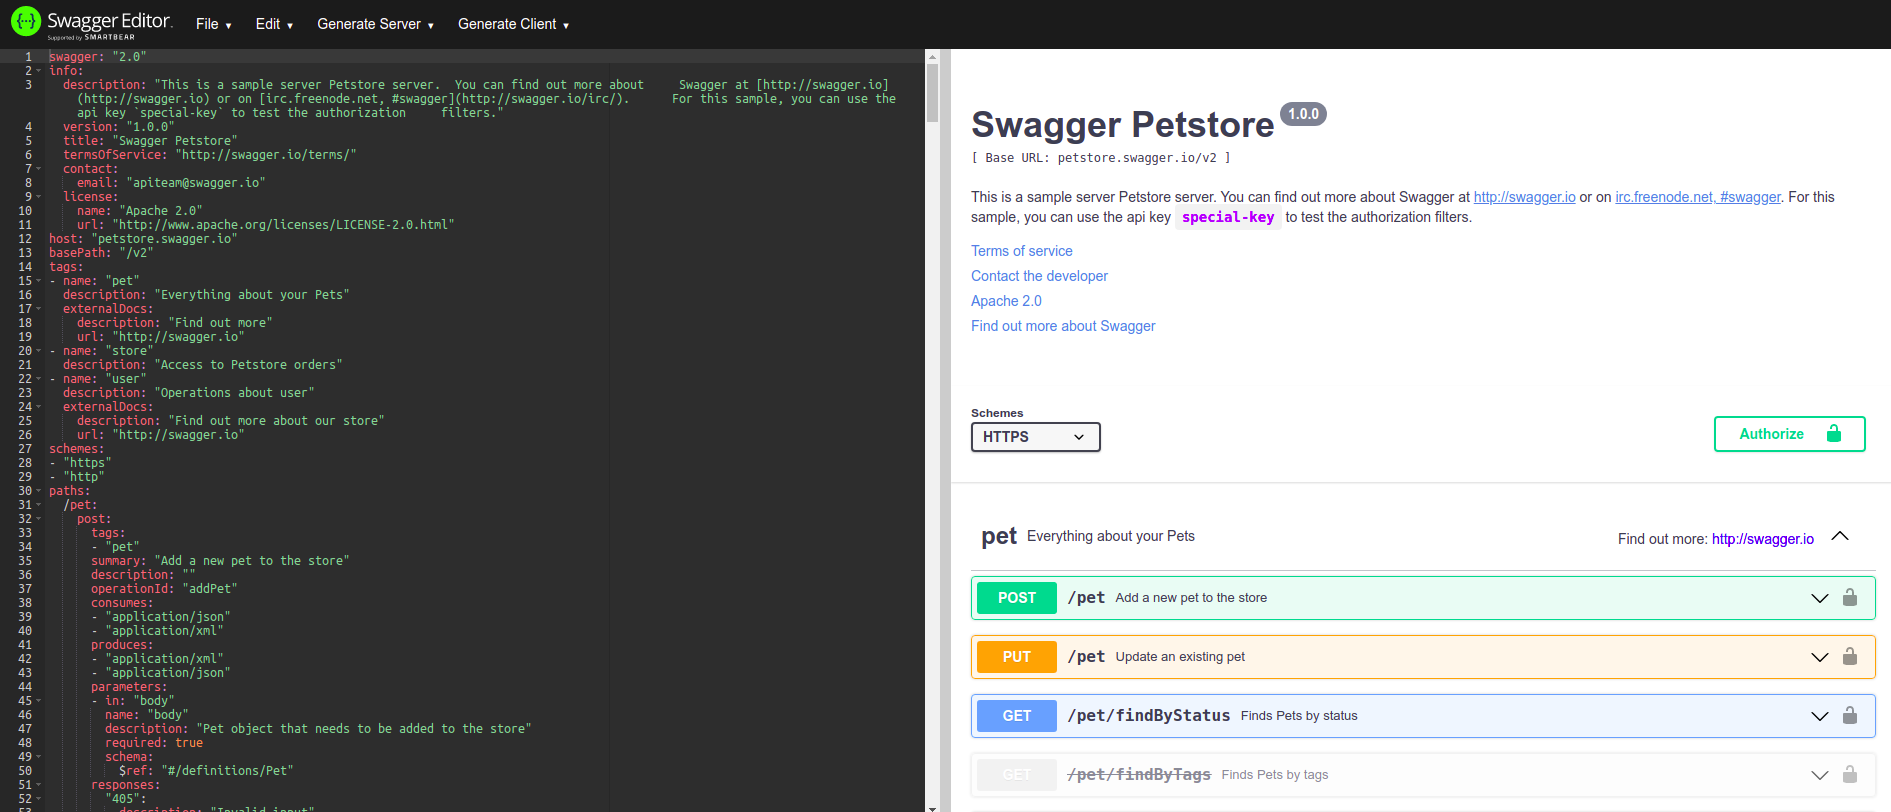 Swagger Editor.
Supported by SMARTBEAR
File ▾ Edit ▾ Generate Server ▾ Generate Client ▾
1 swagger: "2.0"
2 info:
3   description: "This is a sample server Petstore server.  You can find out more about     Swagger at [http://swagger.io]
    (http://swagger.io) or on [irc.freenode.net, #swagger](http://swagger.io/irc/).      For this sample, you can use the
    api key `special-key` to test the authorization     filters."
4   version: "1.0.0"
5   title: "Swagger Petstore"
6   termsOfService: "http://swagger.io/terms/"
7   contact:
8     email: "apiteam@swagger.io"
9   license:
10     name: "Apache 2.0"
11     url: "http://www.apache.org/licenses/LICENSE-2.0.html"
12 host: "petstore.swagger.io"
13 basePath: "/v2"
14 tags:
15 - name: "pet"
16   description: "Everything about your Pets"
17   externalDocs:
18     description: "Find out more"
19     url: "http://swagger.io"
20 - name: "store"
21   description: "Access to Petstore orders"
22 - name: "user"
23   description: "Operations about user"
24   externalDocs:
25     description: "Find out more about our store"
26     url: "http://swagger.io"
27 schemes:
28 - "https"
29 - "http"
30 paths:
31   /pet:
32     post:
33       tags:
34       - "pet"
35       summary: "Add a new pet to the store"
36       description: ""
37       operationId: "addPet"
38       consumes:
39       - "application/json"
40       - "application/xml"
41       produces:
42       - "application/xml"
43       - "application/json"
44       parameters:
45       - in: "body"
46         name: "body"
47         description: "Pet object that needs to be added to the store"
48         required: true
49         schema:
50           $ref: "#/definitions/Pet"
51       responses:
52         "405":
53           description: "Invalid input"
Swagger Petstore 1.0.0
[ Base URL: petstore.swagger.io/v2 ]
This is a sample server Petstore server. You can find out more about Swagger at http://swagger.io or on irc.freenode.net, #swagger. For this
sample, you can use the api key special-key to test the authorization filters.
Terms of service
Contact the developer
Apache 2.0
Find out more about Swagger
Schemes
HTTPS
Authorize
pet Everything about your Pets Find out more: http://swagger.io
POST /pet Add a new pet to the store
PUT /pet Update an existing pet
GET /pet/findByStatus Finds Pets by status
GET /pet/findByTags Finds Pets by tags